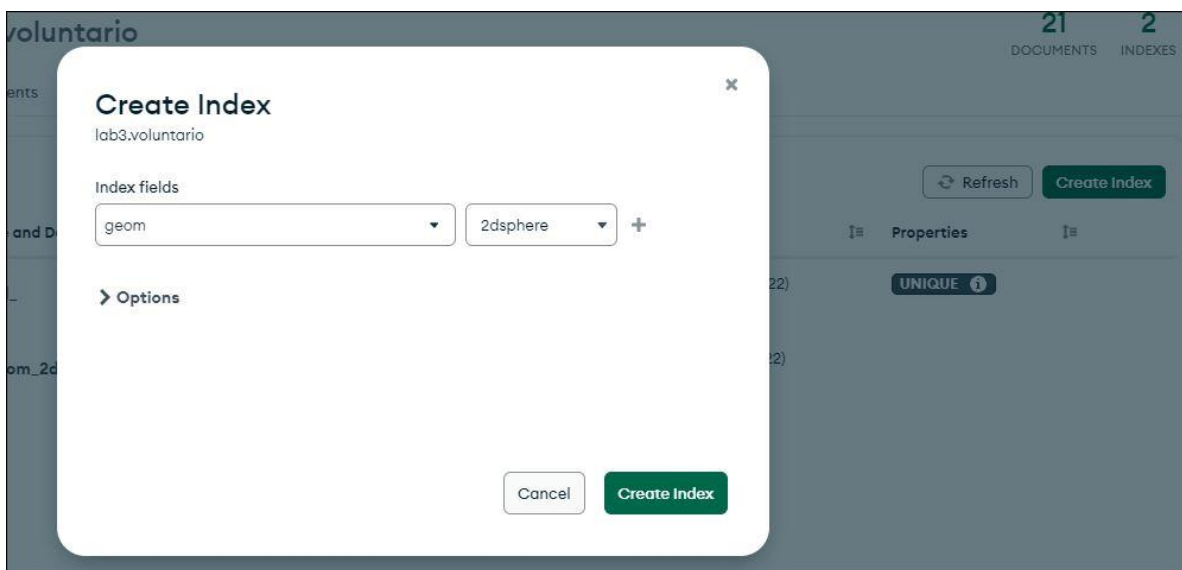 voluntario
21 2
DOCUMENTS INDEXES
ents
Create Index
lab3.voluntario
Index fields
geom 2dsphere
Refresh Create Index
and D Properties
Options
22) UNIQUE
om_2d 22)
Cancel Create Index